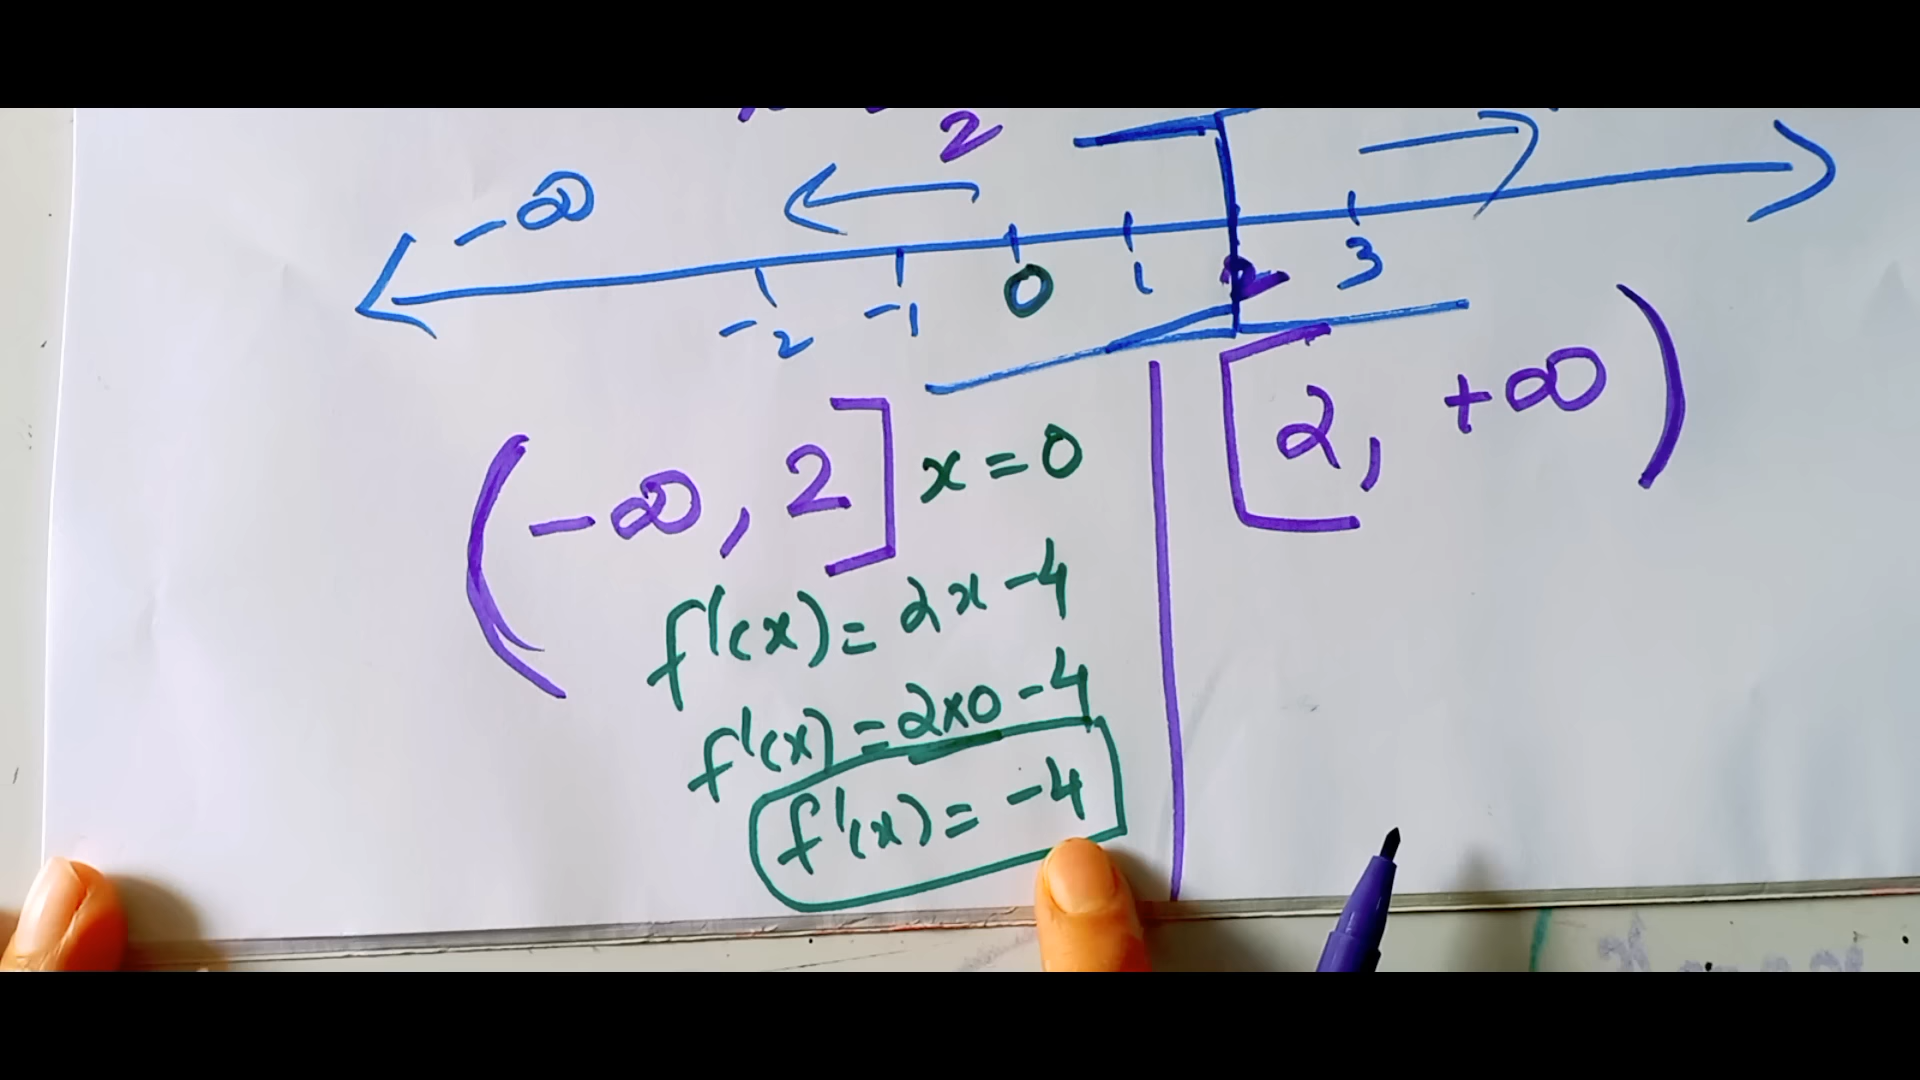 2
-∞
-2 -1 0 1 2 3
(-∞, 2] x=0
[2, +∞)
f'(x)=2x-4
f'(x)=2x0-4
f'(x)=-4